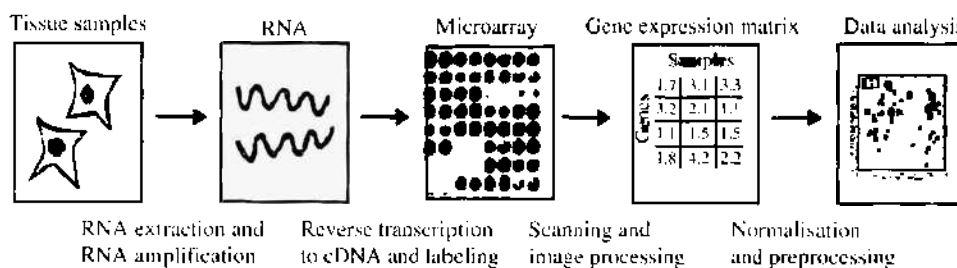 Tissue samples
RNA
Microarray
Gene expression matrix
Data analysis
Samples
Genes
1.7 3.1 3.3
3.2 2.1 1.1
1.1 1.5 1.5
1.8 4.2 2.2
RNA extraction and
RNA amplification
Reverse transcription
to cDNA and labeling
Scanning and
image processing
Normalisation
and preprocessing